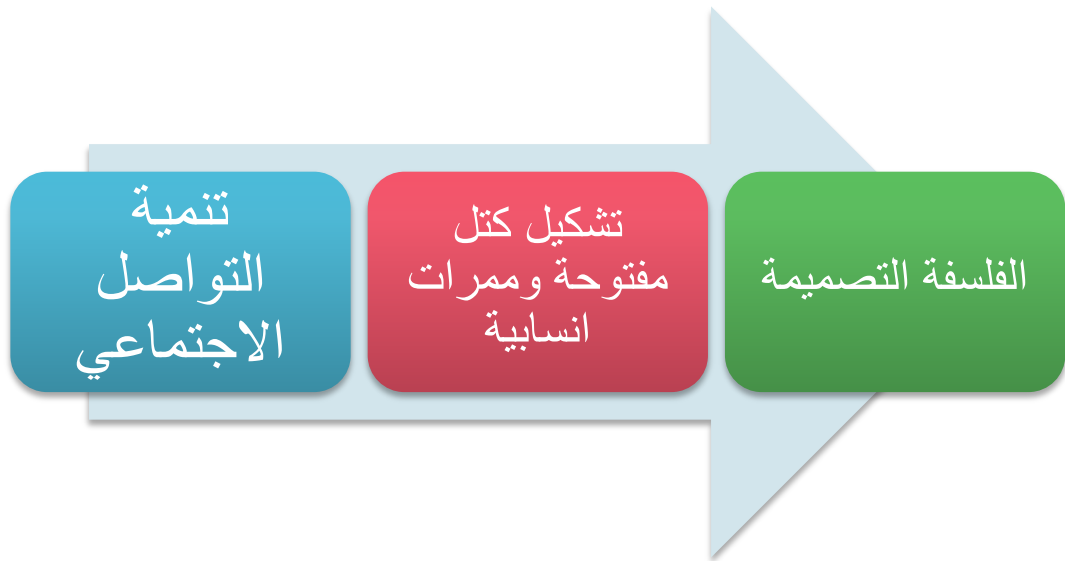 تنمية
التواصل
الاجتماعي
تشكيل كتل
مفتوحة وممرات
انسابية
الفلسفة التصميمة